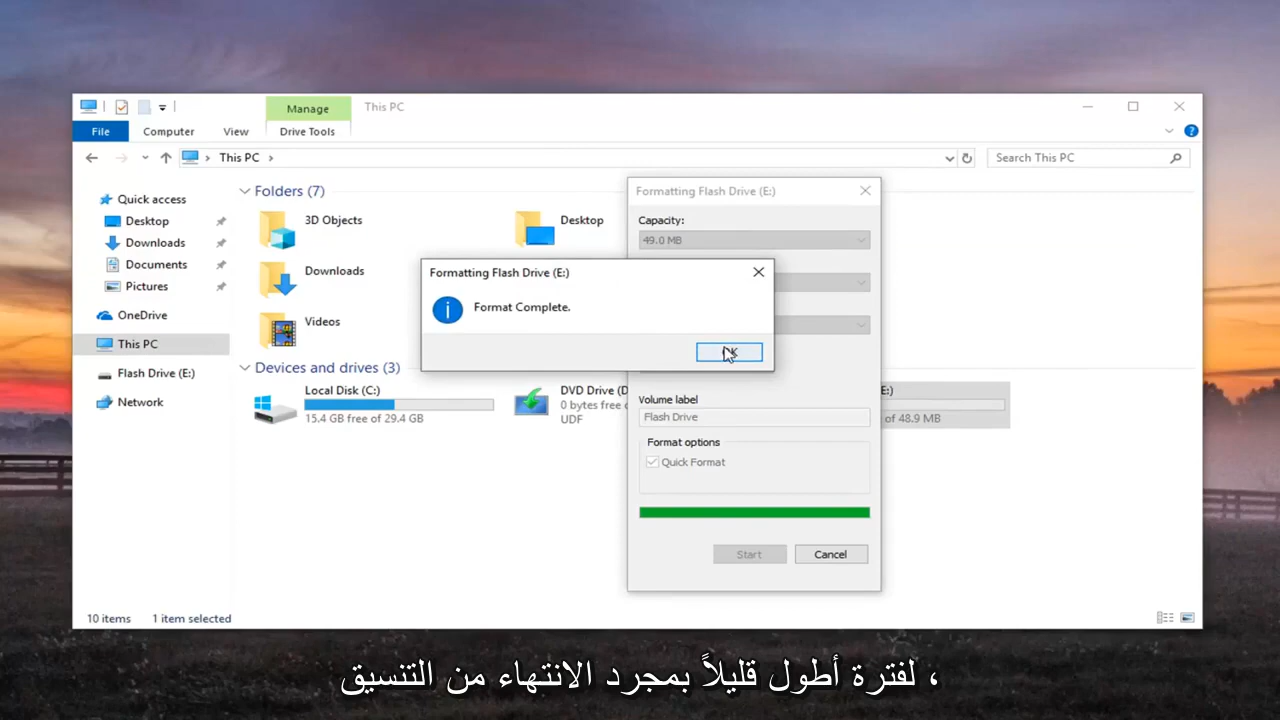 Manage
This PC
File
Computer
View
Drive Tools
This PC
Search This PC
Quick access
Desktop
Downloads
Documents
Pictures
OneDrive
This PC
Flash Drive (E:)
Network
Folders (7)
3D Objects
Desktop
Downloads
Videos
Devices and drives (3)
Local Disk (C:)
15.4 GB free of 29.4 GB
DVD Drive (D
0 bytes free
UDF
E:)
of 48.9 MB
Formatting Flash Drive (E:)
Capacity:
49.0 MB
Formatting Flash Drive (E:)
Format Complete.
Volume label
Flash Drive
Format options
Quick Format
Start
Cancel
10 items
1 item selected
، لفترة أطول قليلاً بمجرد الانتهاء من التنسيق